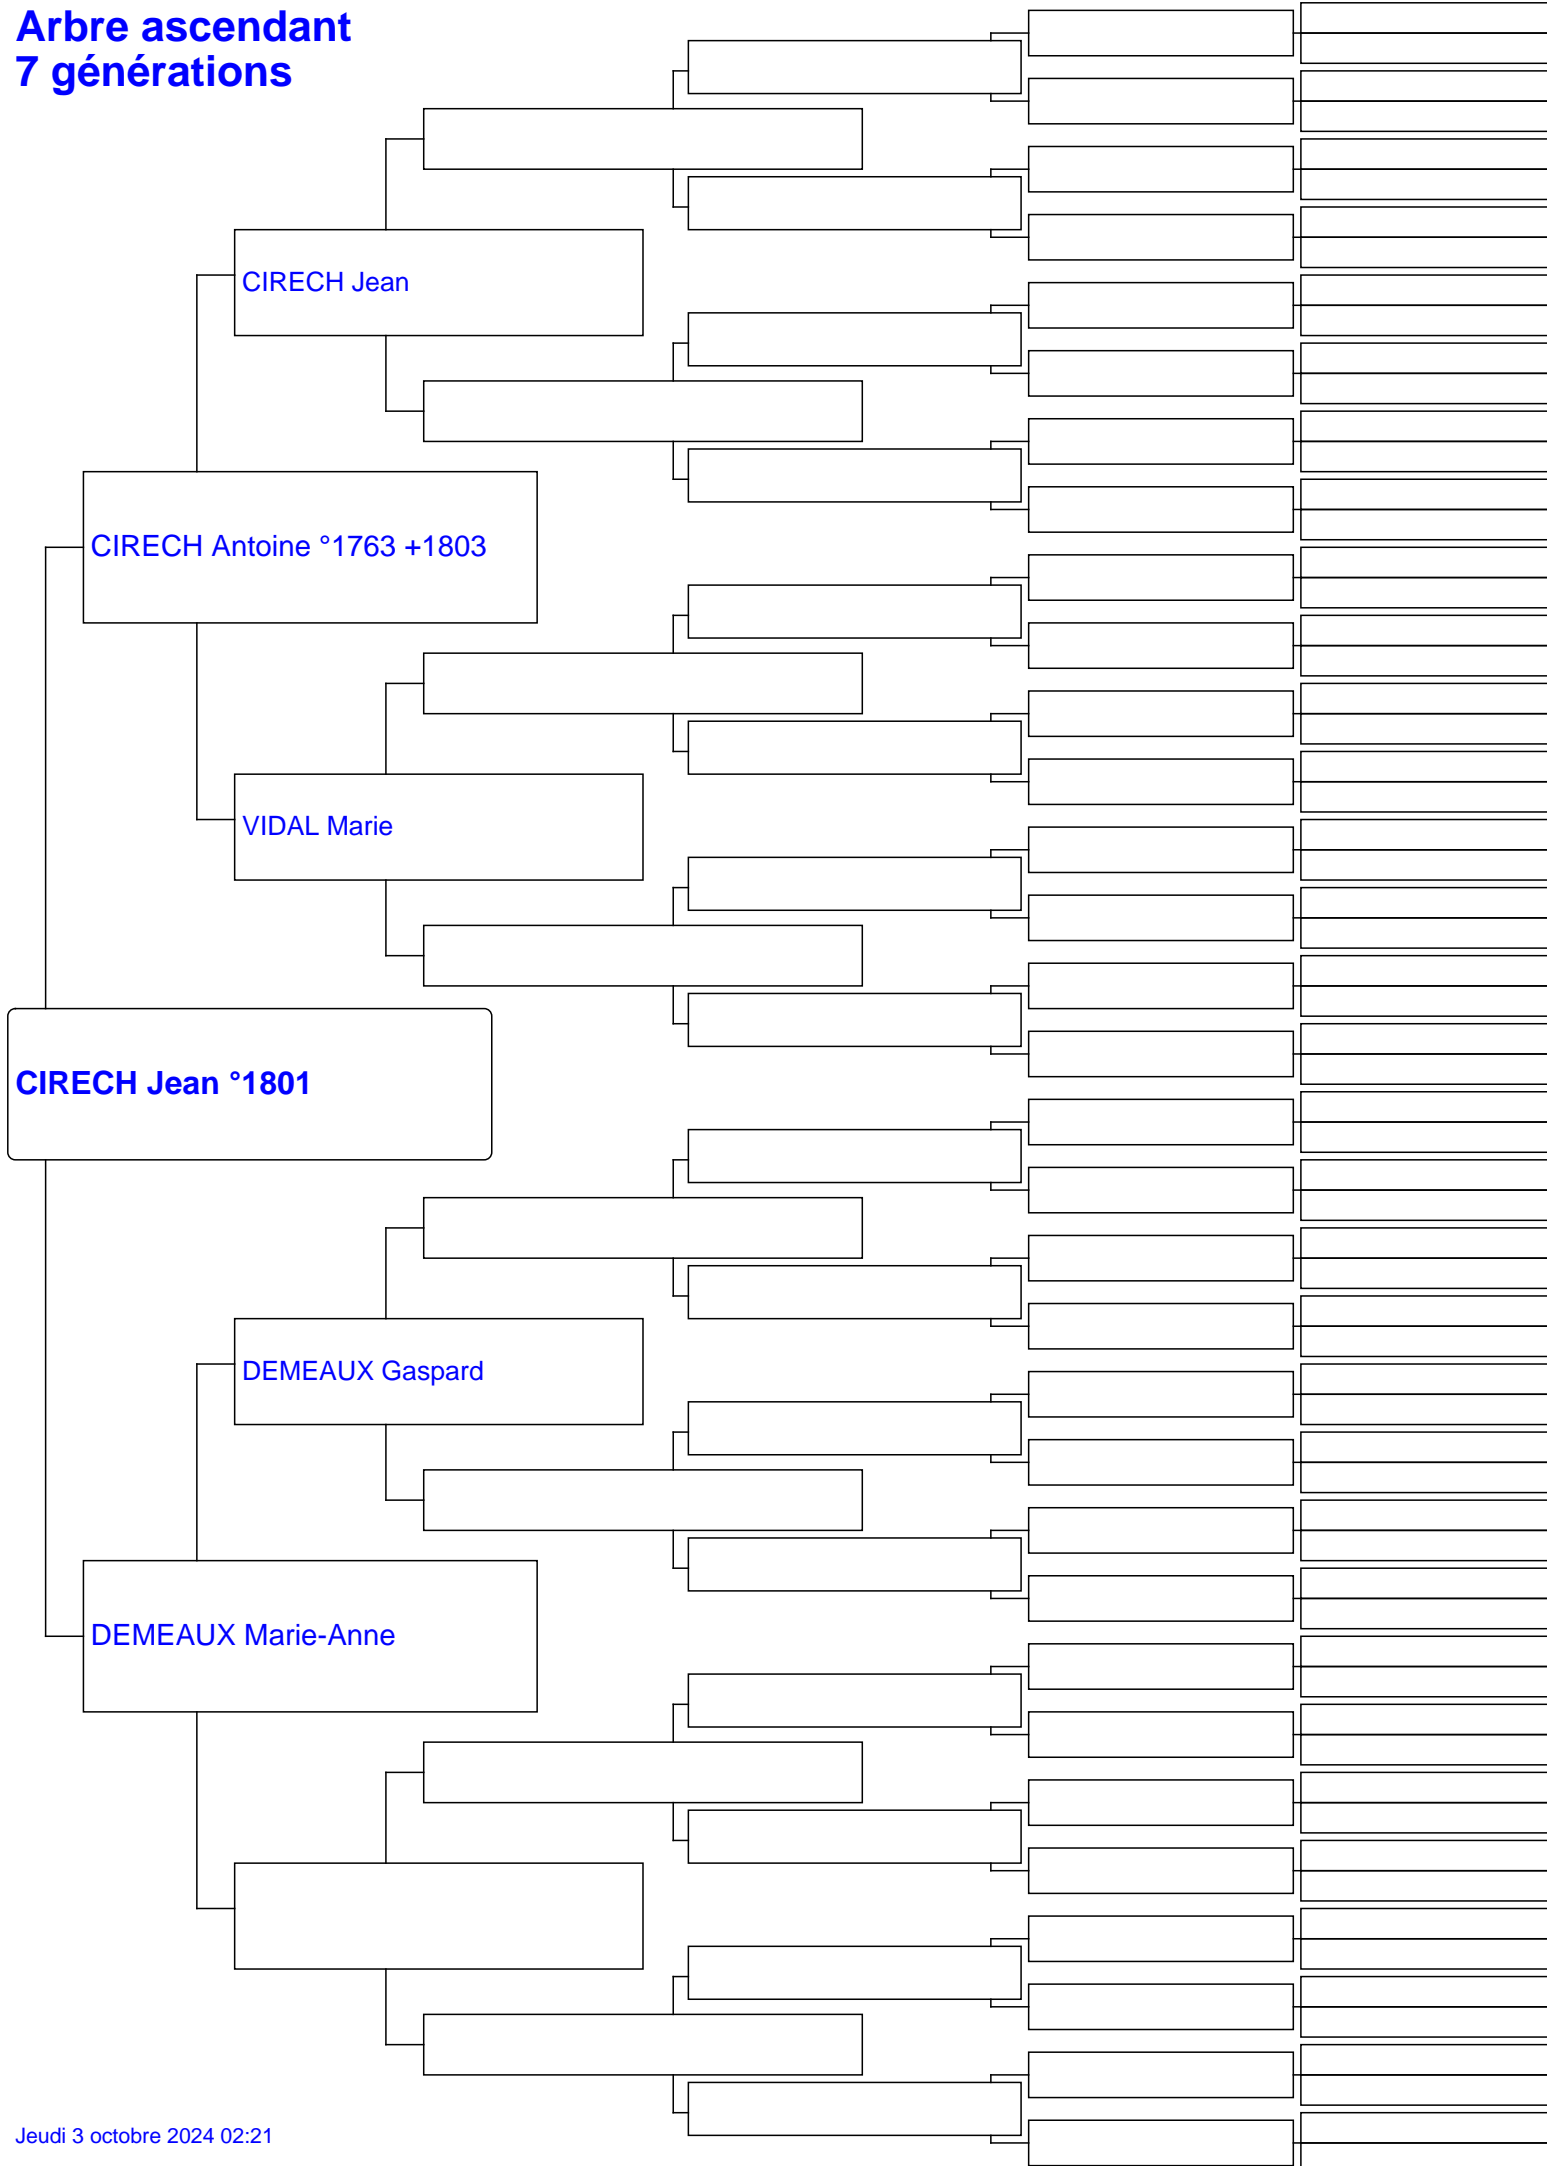 Arbre ascendant
7 générations
CIRECH Jean
CIRECH Antoine °1763 +1803
VIDAL Marie
CIRECH Jean °1801
DEMEAUX Gaspard
DEMEAUX Marie-Anne
Jeudi 3 octobre 2024 02:21